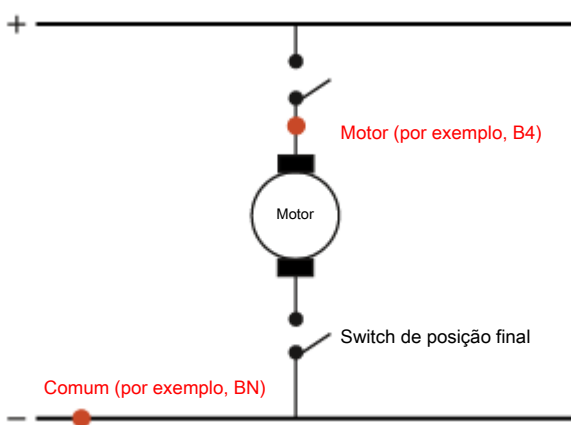 +
Motor (por exemplo, B4)
Motor
Switch de posição final
Comum (por exemplo, BN)
–